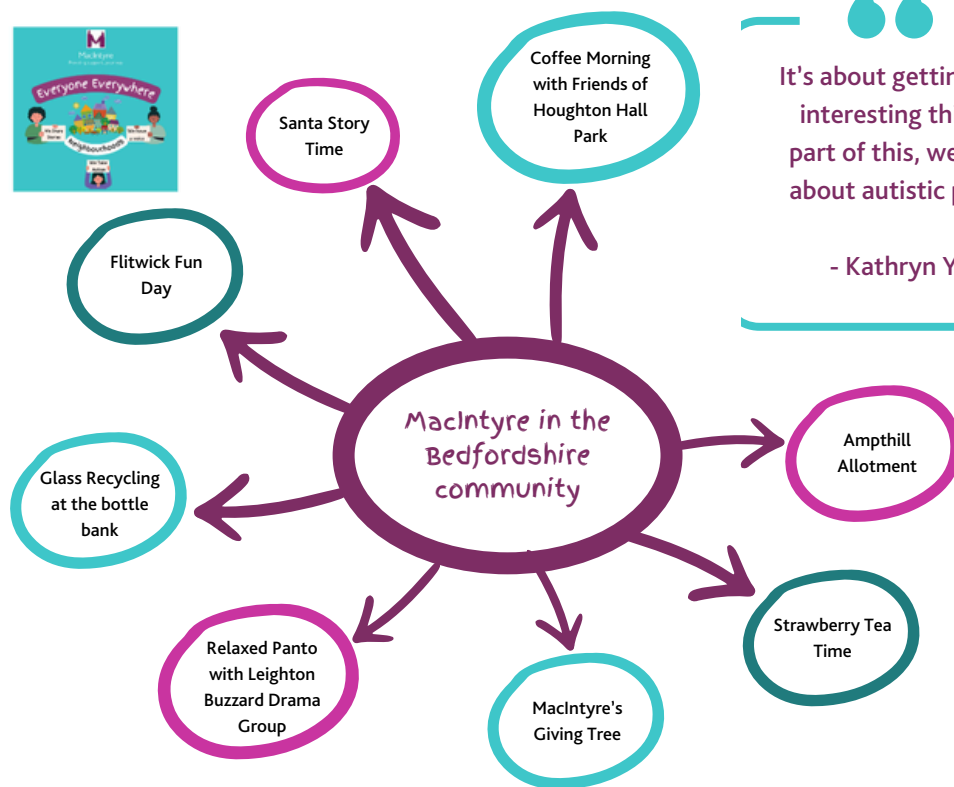 MacIntyre
Everyone Everywhere
Neighbourhoods
Santa Story
Time
Coffee Morning
with Friends of
Houghton Hall
Park
It's about gettin
interesting th
part of this, we
about autistic p
- Kathryn Y
Flitwick Fun
Day
MacIntyre in the
Bedfordshire
community
Ampthill
Allotment
Glass Recycling
at the bottle
bank
Strawberry Tea
Time
Relaxed Panto
with Leighton
Buzzard Drama
Group
MacIntyre's
Giving Tree